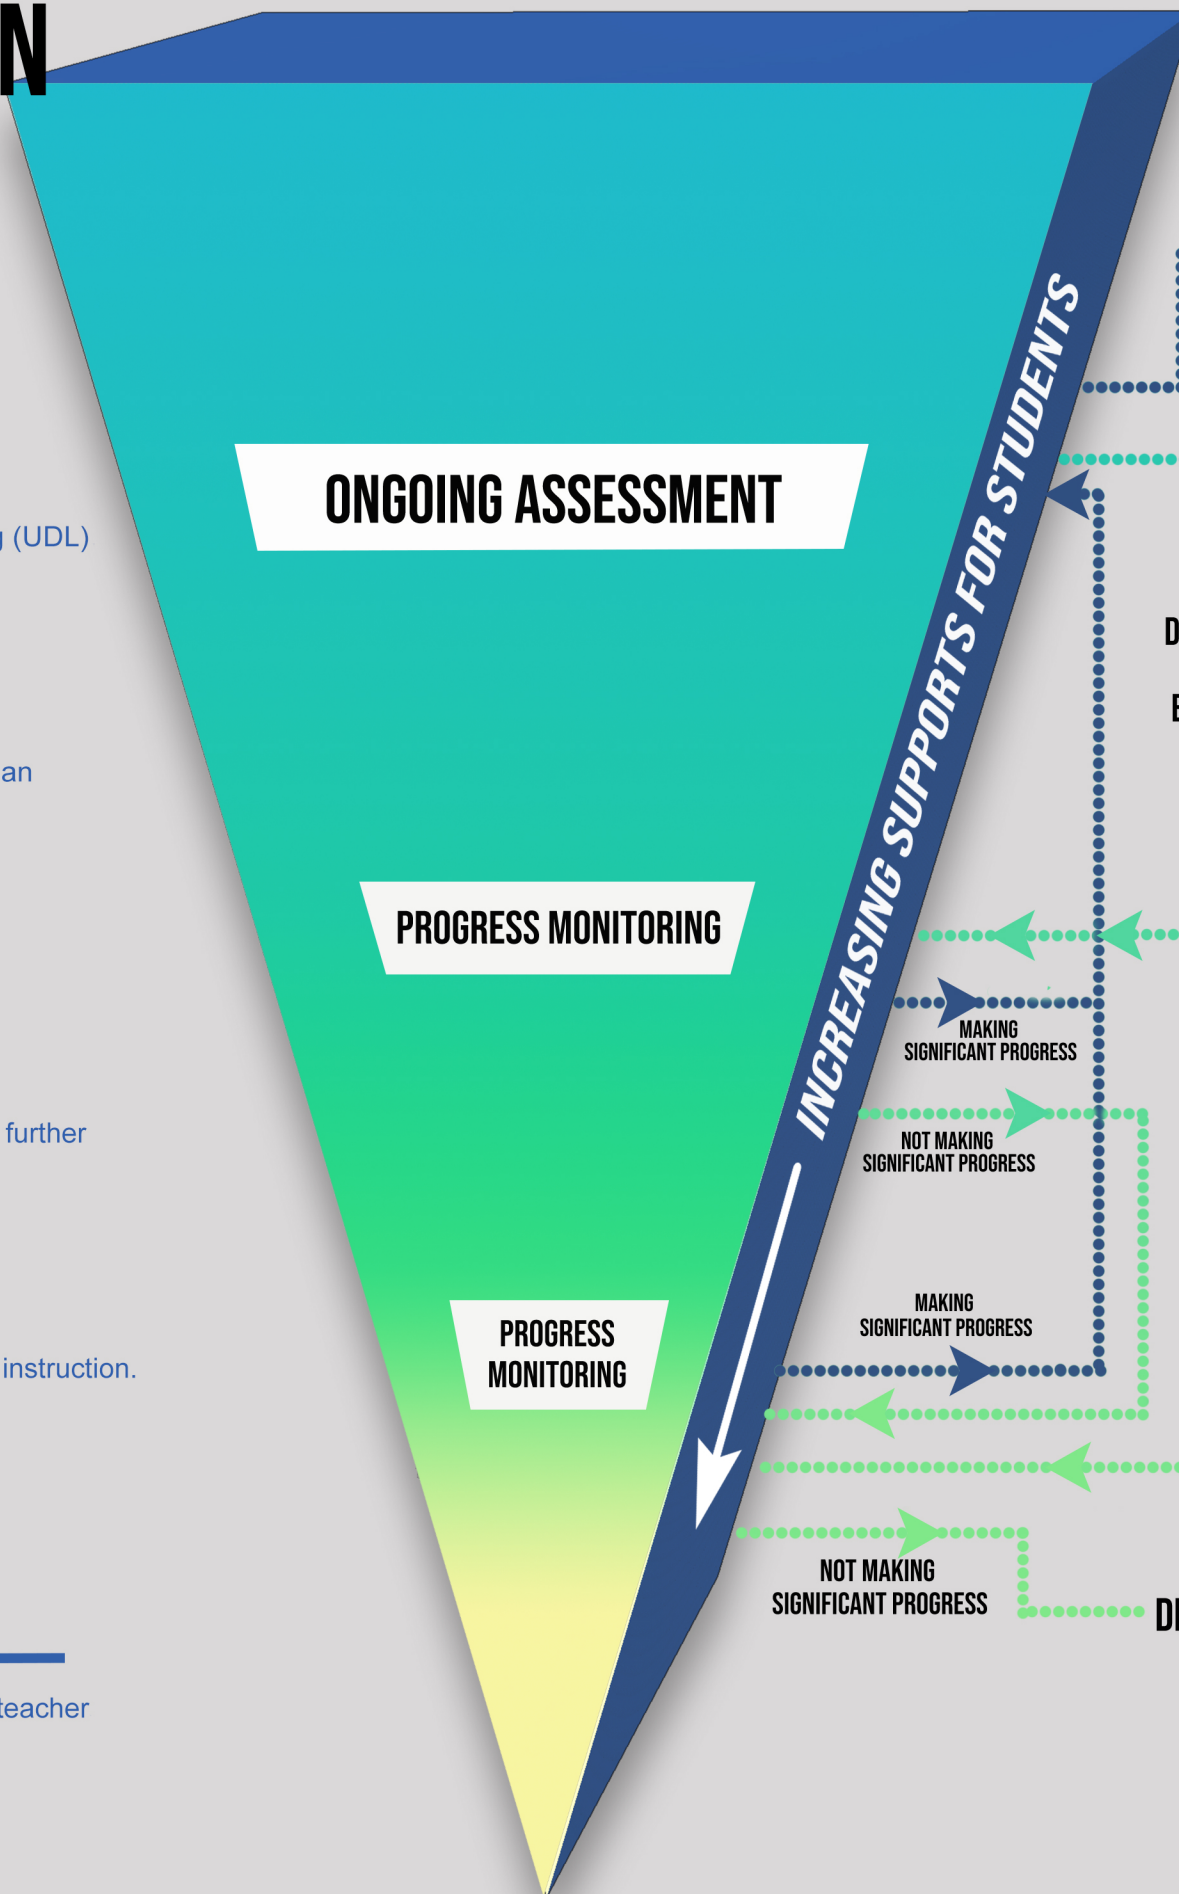 N
ONGOING ASSESSMENT
(UDL)
INCREASING SUPPORTS FOR STUDENTS
D
E
an
PROGRESS MONITORING
MAKING
SIGNIFICANT PROGRESS
further
NOT MAKING
SIGNIFICANT PROGRESS
MAKING
SIGNIFICANT PROGRESS
PROGRESS
MONITORING
instruction.
NOT MAKING
SIGNIFICANT PROGRESS
teacher